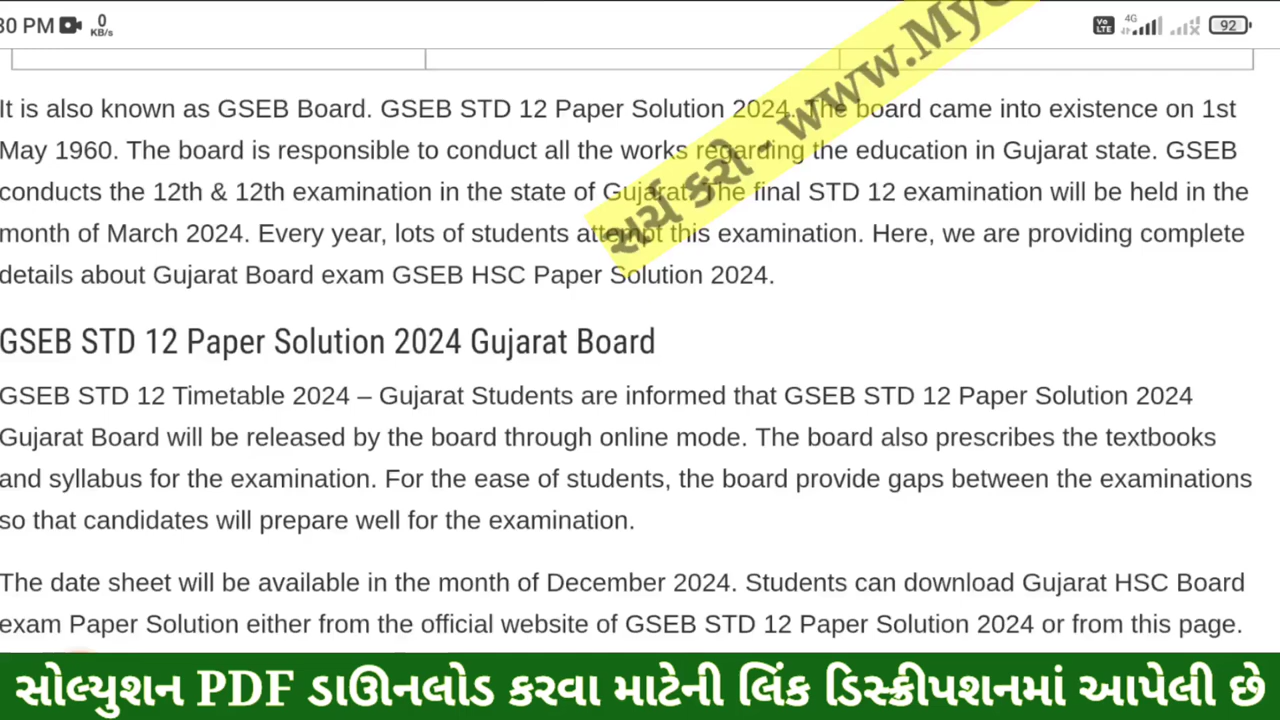 30 PM 0 KB/s Vo LTE 4G 92
સર્ચ કરો - www.My
It is also known as GSEB Board. GSEB STD 12 Paper Solution 2024. The board came into existence on 1st
May 1960. The board is responsible to conduct all the works regarding the education in Gujarat state. GSEB
conducts the 12th & 12th examination in the state of Gujarat. The final STD 12 examination will be held in the
month of March 2024. Every year, lots of students attempt this examination. Here, we are providing complete
details about Gujarat Board exam GSEB HSC Paper Solution 2024.
GSEB STD 12 Paper Solution 2024 Gujarat Board
GSEB STD 12 Timetable 2024 – Gujarat Students are informed that GSEB STD 12 Paper Solution 2024
Gujarat Board will be released by the board through online mode. The board also prescribes the textbooks
and syllabus for the examination. For the ease of students, the board provide gaps between the examinations
so that candidates will prepare well for the examination.
The date sheet will be available in the month of December 2024. Students can download Gujarat HSC Board
exam Paper Solution either from the official website of GSEB STD 12 Paper Solution 2024 or from this page.
સોલ્યુશન PDF ડાઊનલોડ કરવા માટેની લિંક ડિસ્ક્રીપશનમાં આપેલી છે